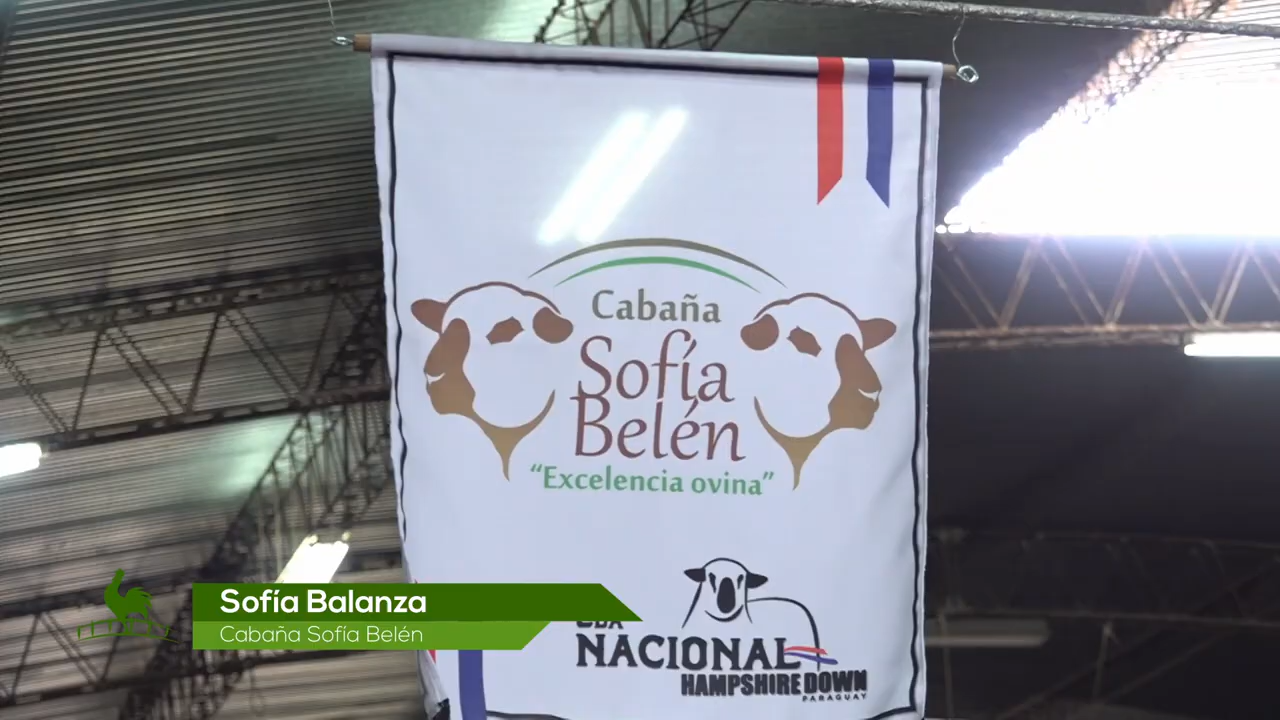 Cabaña
Sofía
Belén
“Excelencia ovina”
NACIONAL
HAMPSHIRE DOWN
PARAGUAY
Sofía Balanza
Cabaña Sofía Belén